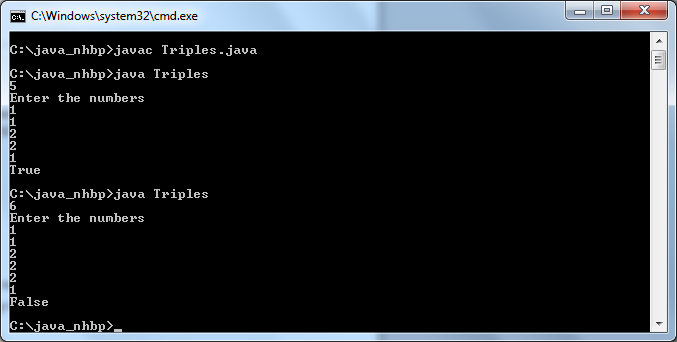 C:\Windows\system32\cmd.exe
C:\java_nhbp>javac Triples.java
C:\java_nhbp>java Triples
5
Enter the numbers
1
1
2
2
1
True
C:\java_nhbp>java Triples
6
Enter the numbers
1
1
2
2
2
1
False
C:\java_nhbp>_